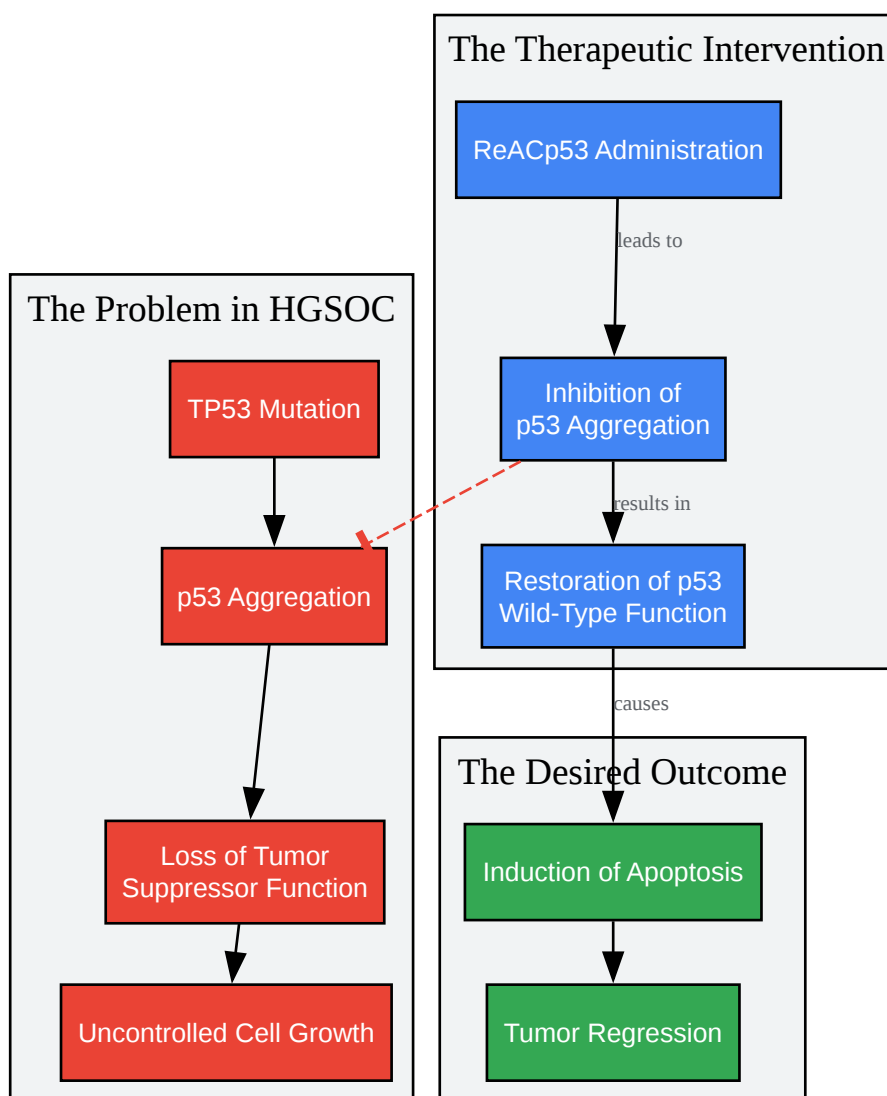 The Therapeutic Intervention
ReACp53 Administration
leads to
Inhibition of
p53 Aggregation
results in
Restoration of p53
Wild-Type Function
causes
The Problem in HGSOC
TP53 Mutation
p53 Aggregation
Loss of Tumor
Suppressor Function
Uncontrolled Cell Growth
The Desired Outcome
Induction of Apoptosis
Tumor Regression